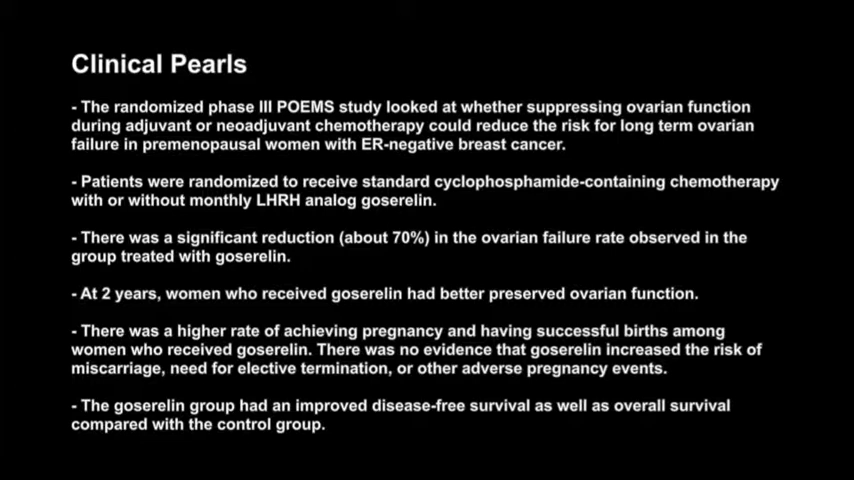 Clinical Pearls
- The randomized phase III POEMS study looked at whether suppressing ovarian function
during adjuvant or neoadjuvant chemotherapy could reduce the risk for long term ovarian
failure in premenopausal women with ER-negative breast cancer.
- Patients were randomized to receive standard cyclophosphamide-containing chemotherapy
with or without monthly LHRH analog goserelin.
- There was a significant reduction (about 70%) in the ovarian failure rate observed in the
group treated with goserelin.
- At 2 years, women who received goserelin had better preserved ovarian function.
- There was a higher rate of achieving pregnancy and having successful births among
women who received goserelin. There was no evidence that goserelin increased the risk of
miscarriage, need for elective termination, or other adverse pregnancy events.
- The goserelin group had an improved disease-free survival as well as overall survival
compared with the control group.